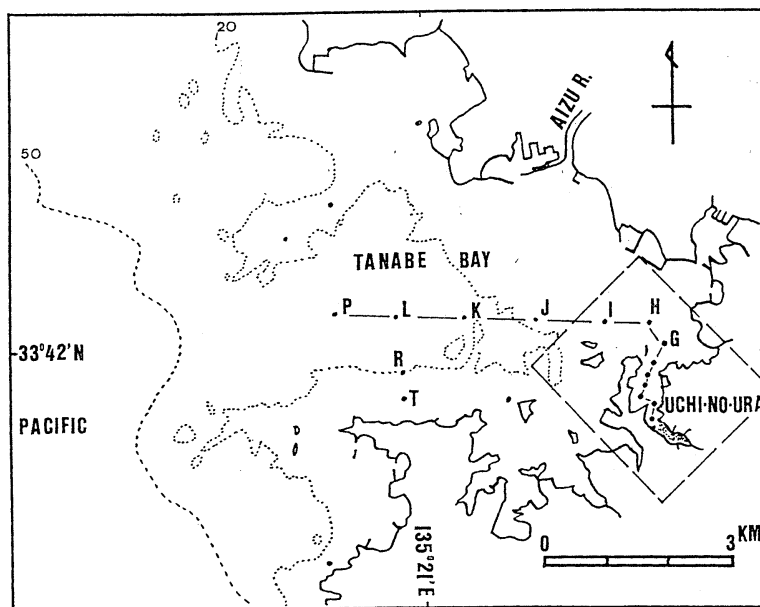 20
AIZU R.
50
TANABE BAY
P
L
K
J
I
H
G
33°42'N
R
T
UCHI-NO-URA
PACIFIC
135°21'E
0
3
KM